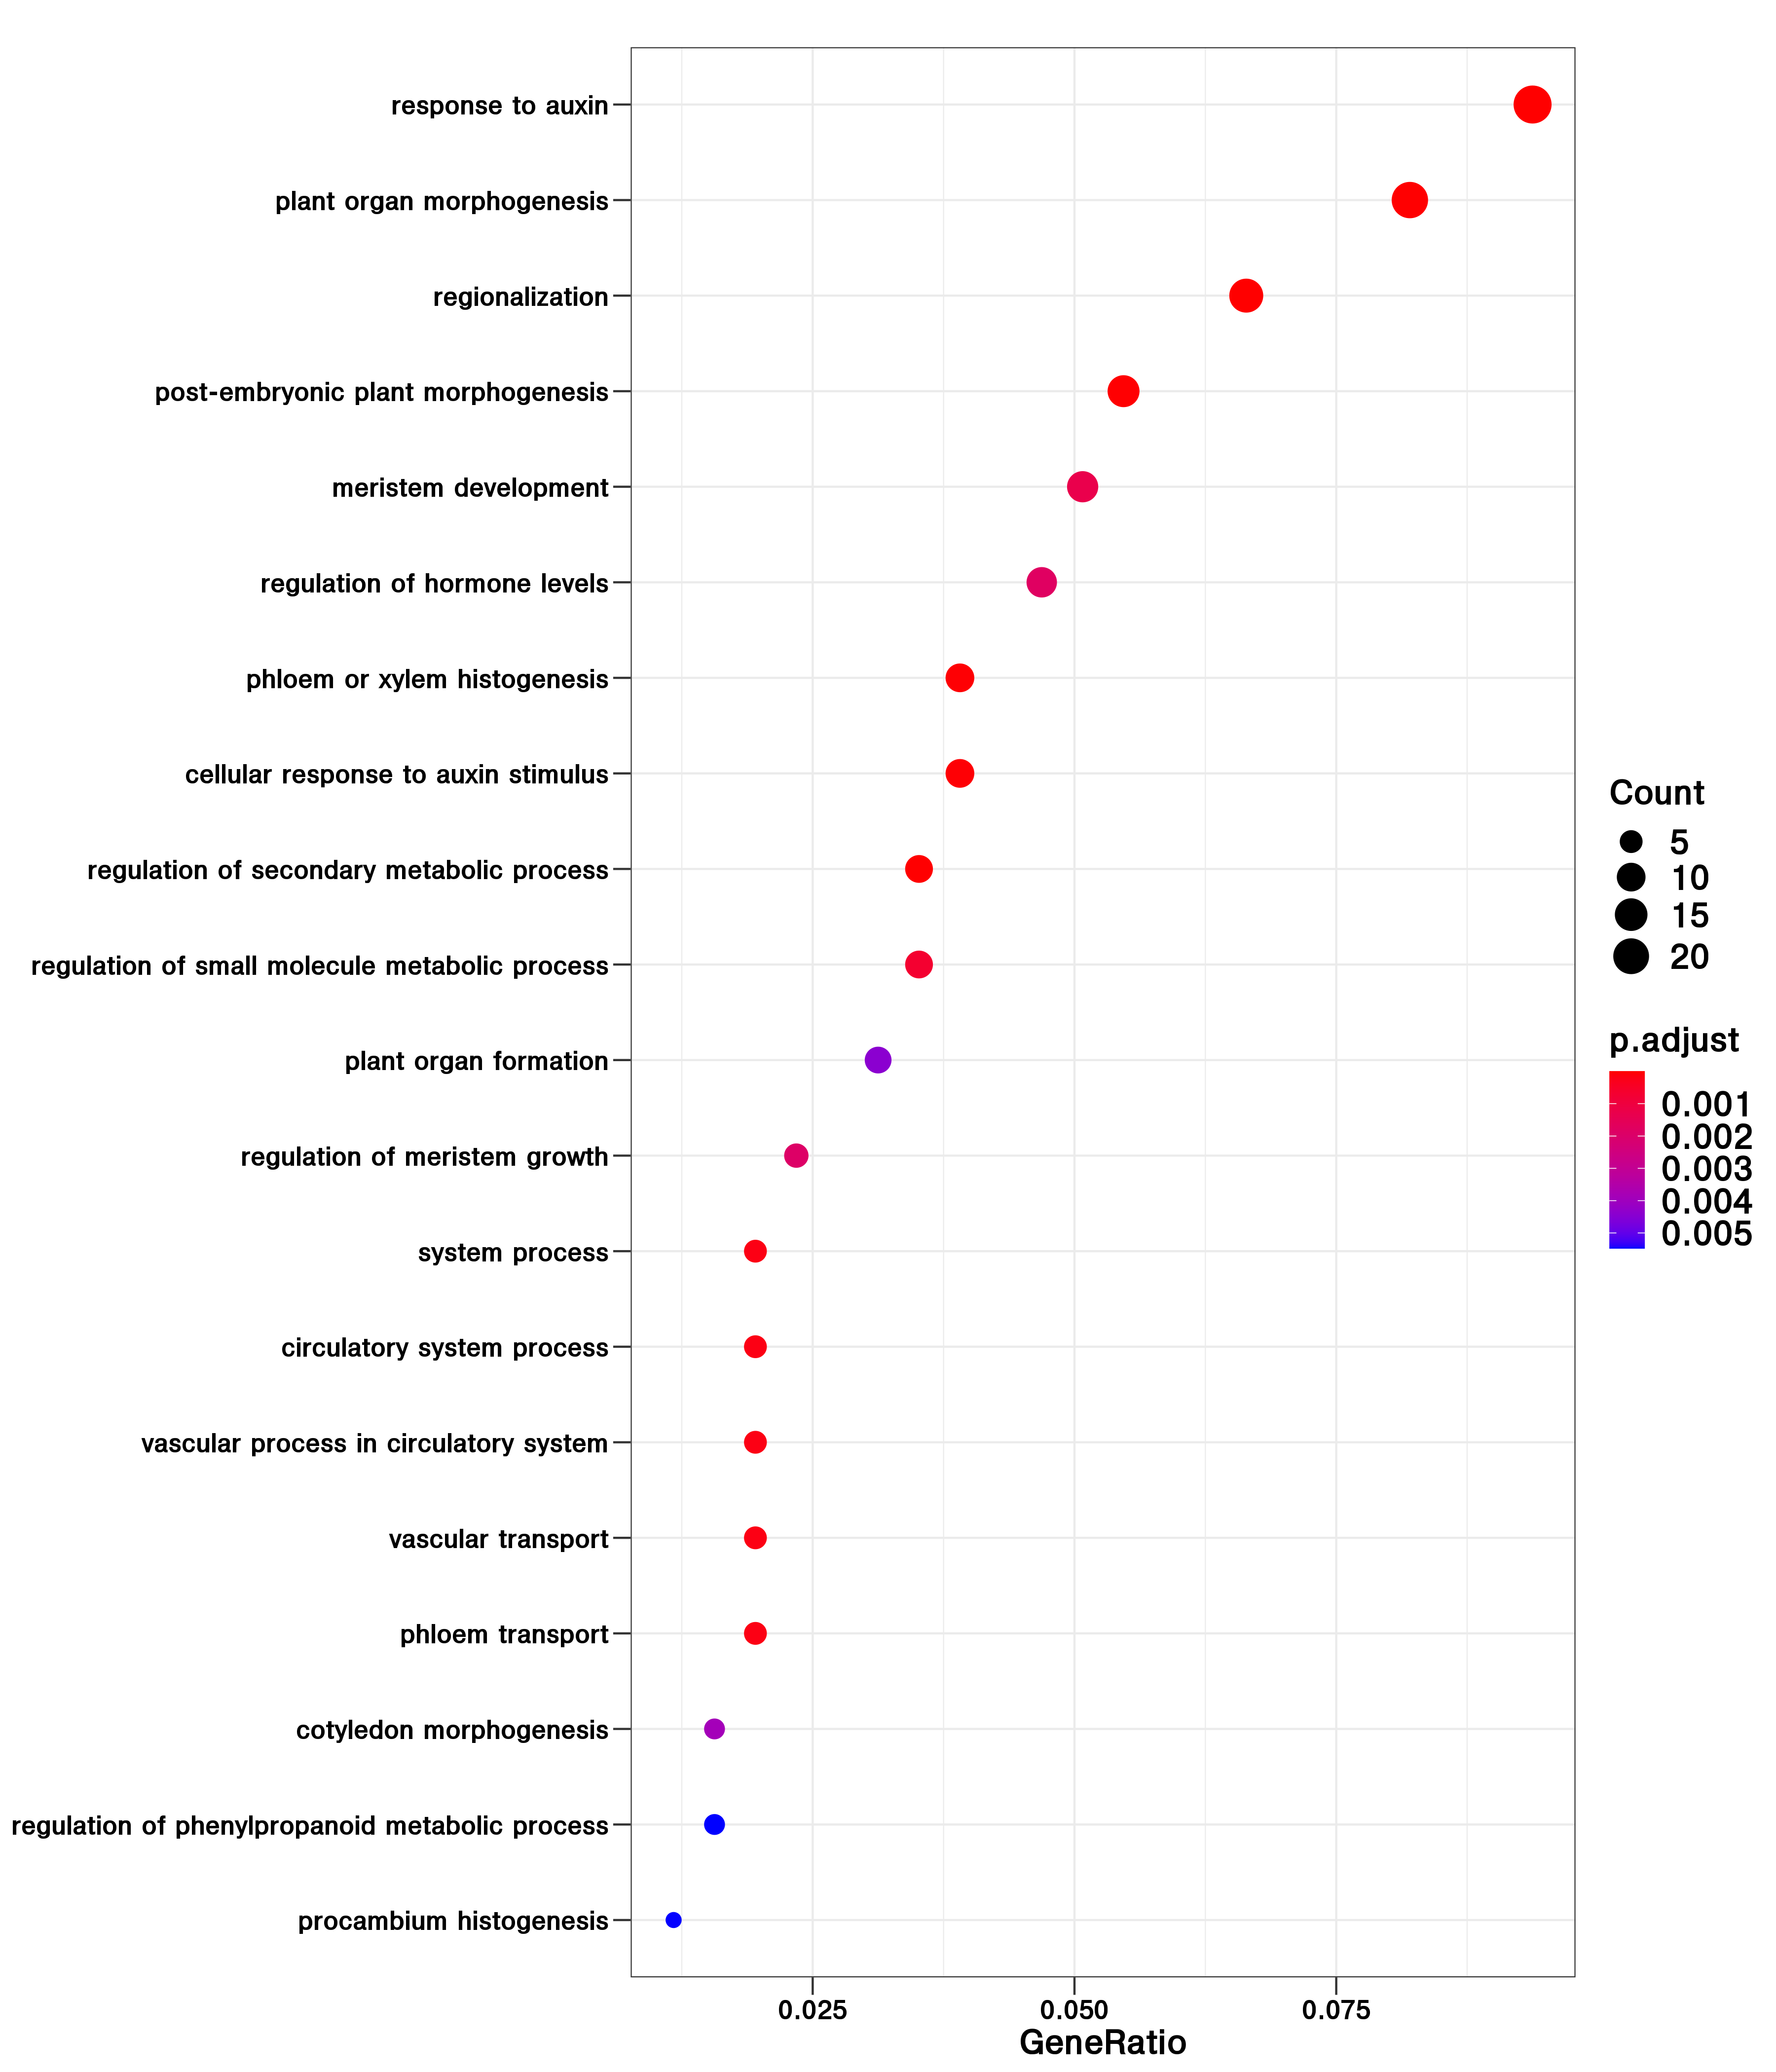 response to auxin
plant organ morphogenesis
regionalization
post-embryonic plant morphogenesis
meristem development
regulation of hormone levels
phloem or xylem histogenesis
cellular response to auxin stimulus
regulation of secondary metabolic process
regulation of small molecule metabolic process
plant organ formation
regulation of meristem growth
system process
circulatory system process
vascular process in circulatory system
vascular transport
phloem transport
cotyledon morphogenesis
regulation of phenylpropanoid metabolic process
procambium histogenesis
0.025 0.050 0.075
GeneRatio
Count
5
10
15
20
p.adjust
0.001
0.002
0.003
0.004
0.005